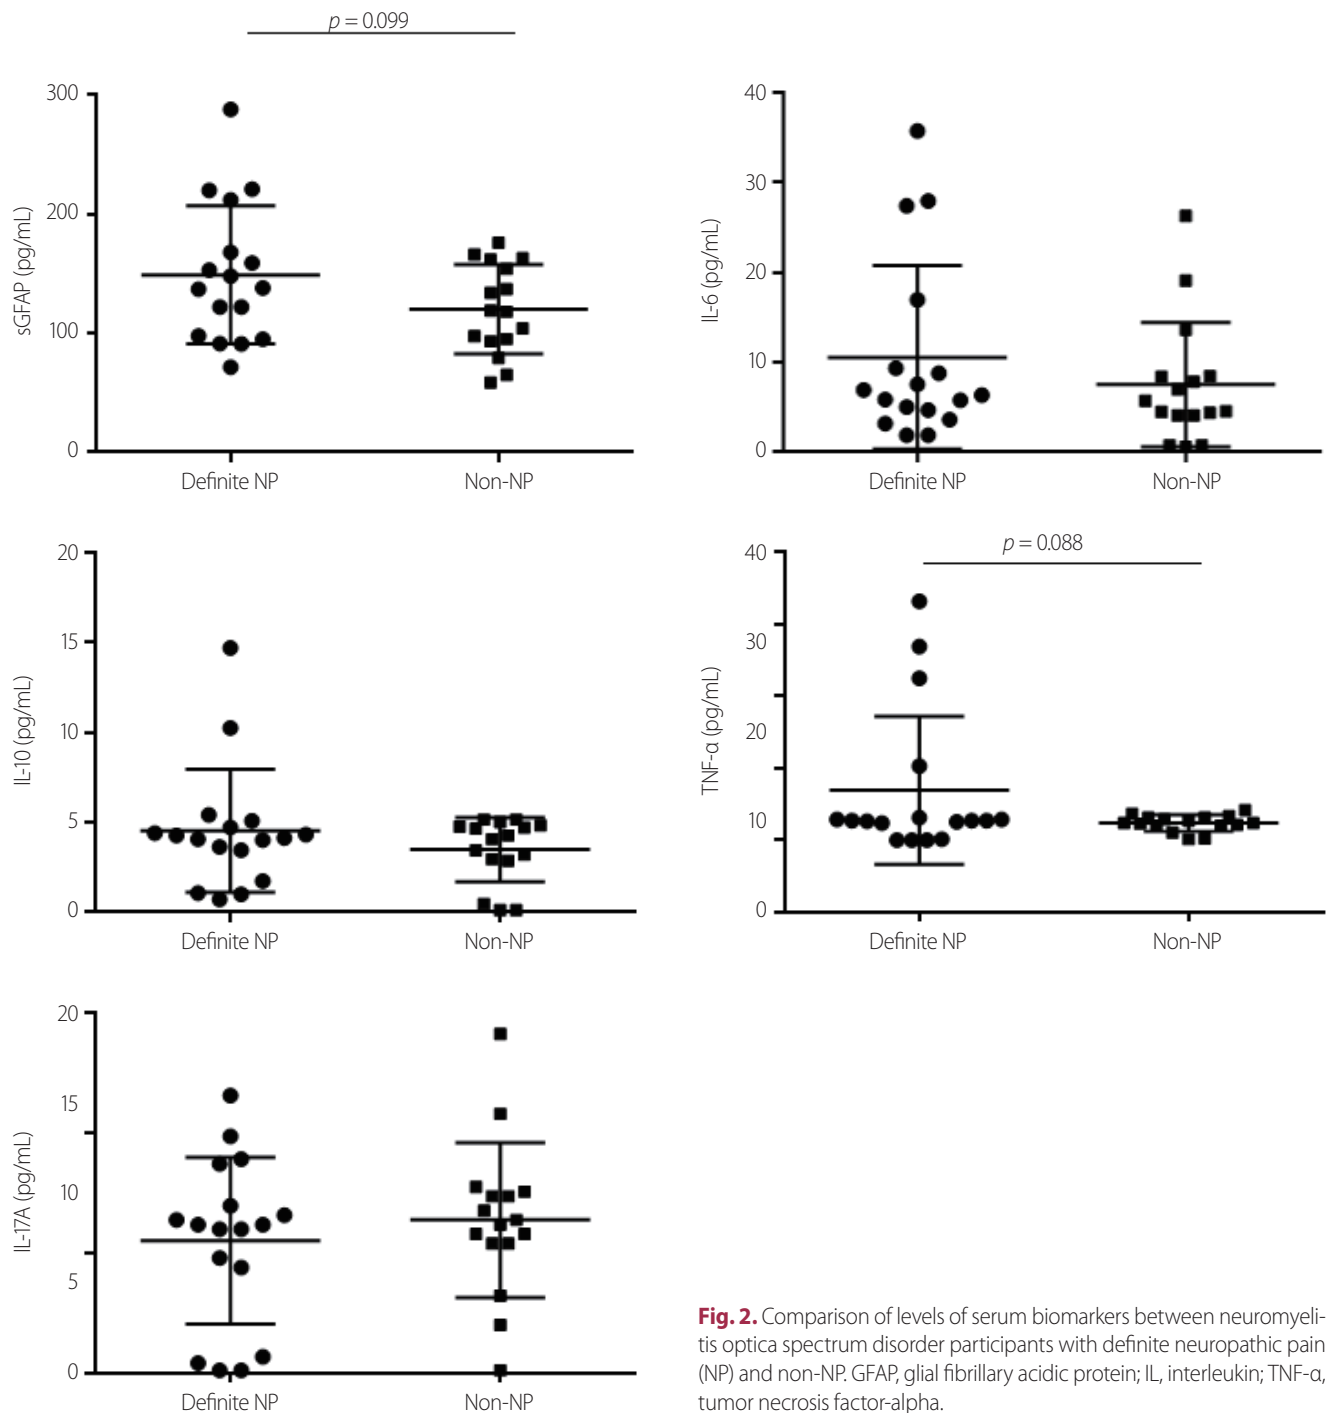 p = 0.099
300
200
100
0
sGFAP (pg/mL)
Definite NP
Non-NP
40
30
20
10
0
IL-6 (pg/mL)
Definite NP
Non-NP
20
15
10
5
0
IL-10 (pg/mL)
Definite NP
Non-NP
p = 0.088
40
30
20
10
0
TNF-α (pg/mL)
Definite NP
Non-NP
20
15
10
5
0
IL-17A (pg/mL)
Definite NP
Non-NP
Fig. 2. Comparison of levels of serum biomarkers between neuromyeli-
tis optica spectrum disorder participants with definite neuropathic pain
(NP) and non-NP. GFAP, glial fibrillary acidic protein; IL, interleukin; TNF-α,
tumor necrosis factor-alpha.